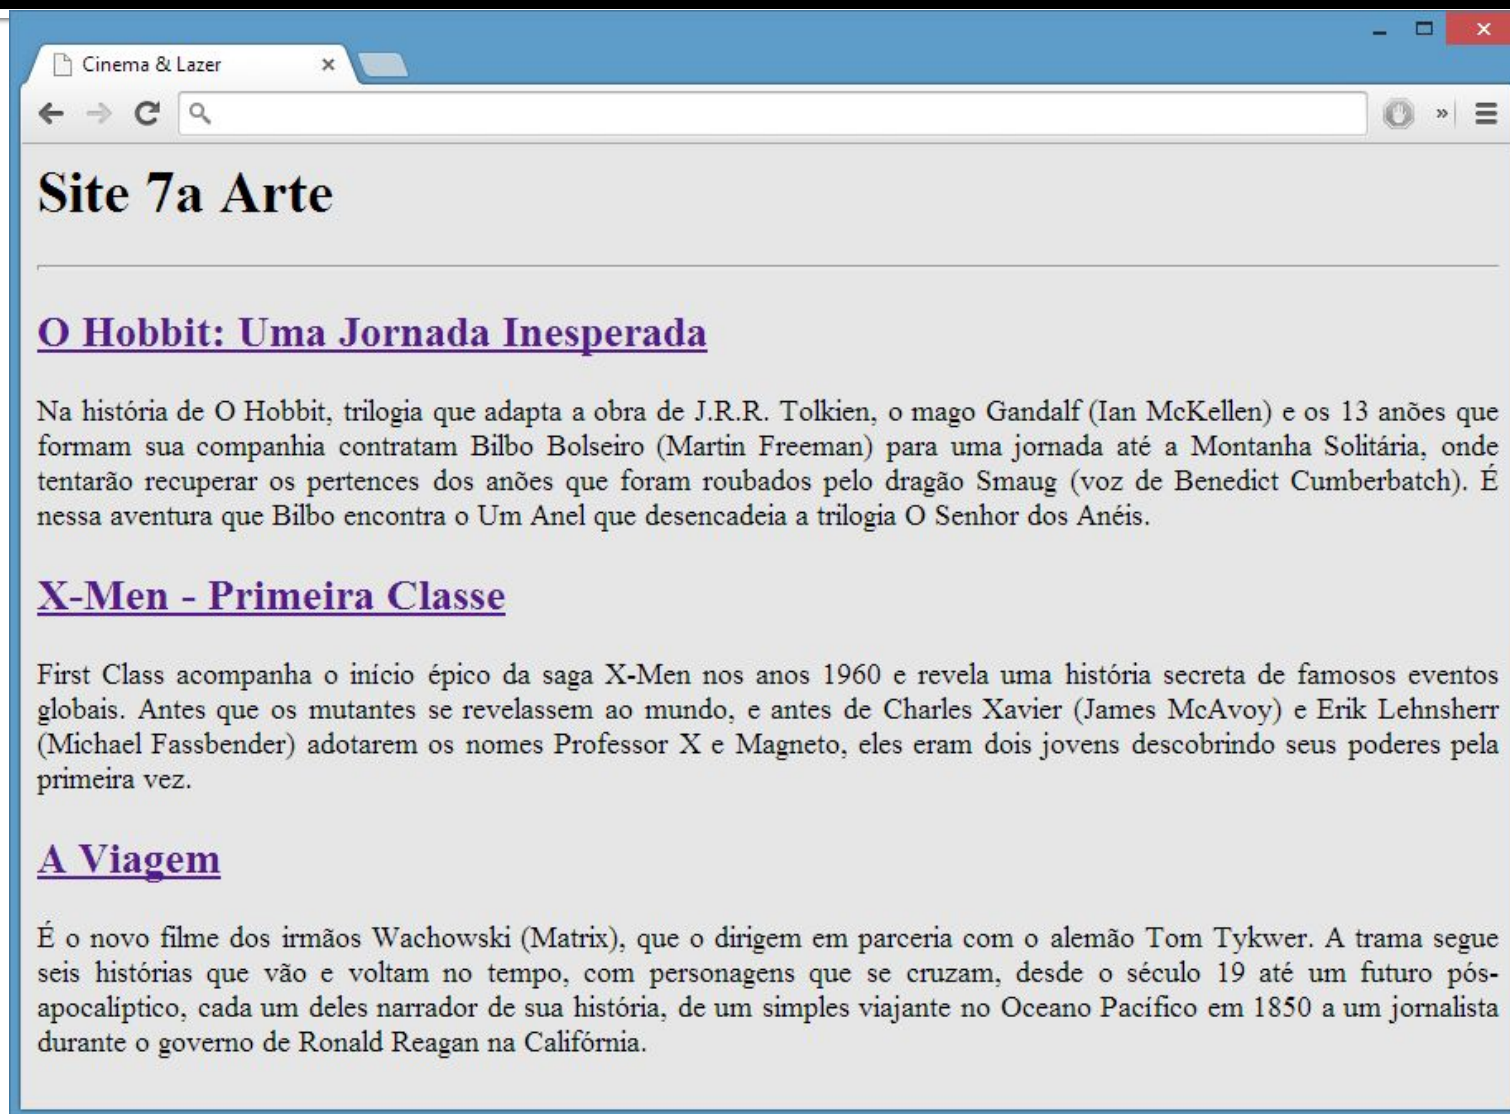 Cinema & Lazer
Site 7a Arte
O Hobbit: Uma Jornada Inesperada
Na história de O Hobbit, trilogia que adapta a obra de J.R.R. Tolkien, o mago Gandalf (Ian McKellen) e os 13 anões que
formam sua companhia contratam Bilbo Bolseiro (Martin Freeman) para uma jornada até a Montanha Solitária, onde
tentarão recuperar os pertences dos anões que foram roubados pelo dragão Smaug (voz de Benedict Cumberbatch). É
nessa aventura que Bilbo encontra o Um Anel que desencadeia a trilogia O Senhor dos Anéis.
X-Men - Primeira Classe
First Class acompanha o início épico da saga X-Men nos anos 1960 e revela uma história secreta de famosos eventos
globais. Antes que os mutantes se revelassem ao mundo, e antes de Charles Xavier (James McAvoy) e Erik Lehnsherr
(Michael Fassbender) adotarem os nomes Professor X e Magneto, eles eram dois jovens descobrindo seus poderes pela
primeira vez.
A Viagem
É o novo filme dos irmãos Wachowski (Matrix), que o dirigem em parceria com o alemão Tom Tykwer. A trama segue
seis histórias que vão e voltam no tempo, com personagens que se cruzam, desde o século 19 até um futuro pós-
apocalíptico, cada um deles narrador de sua história, de um simples viajante no Oceano Pacífico em 1850 a um jornalista
durante o governo de Ronald Reagan na Califórnia.